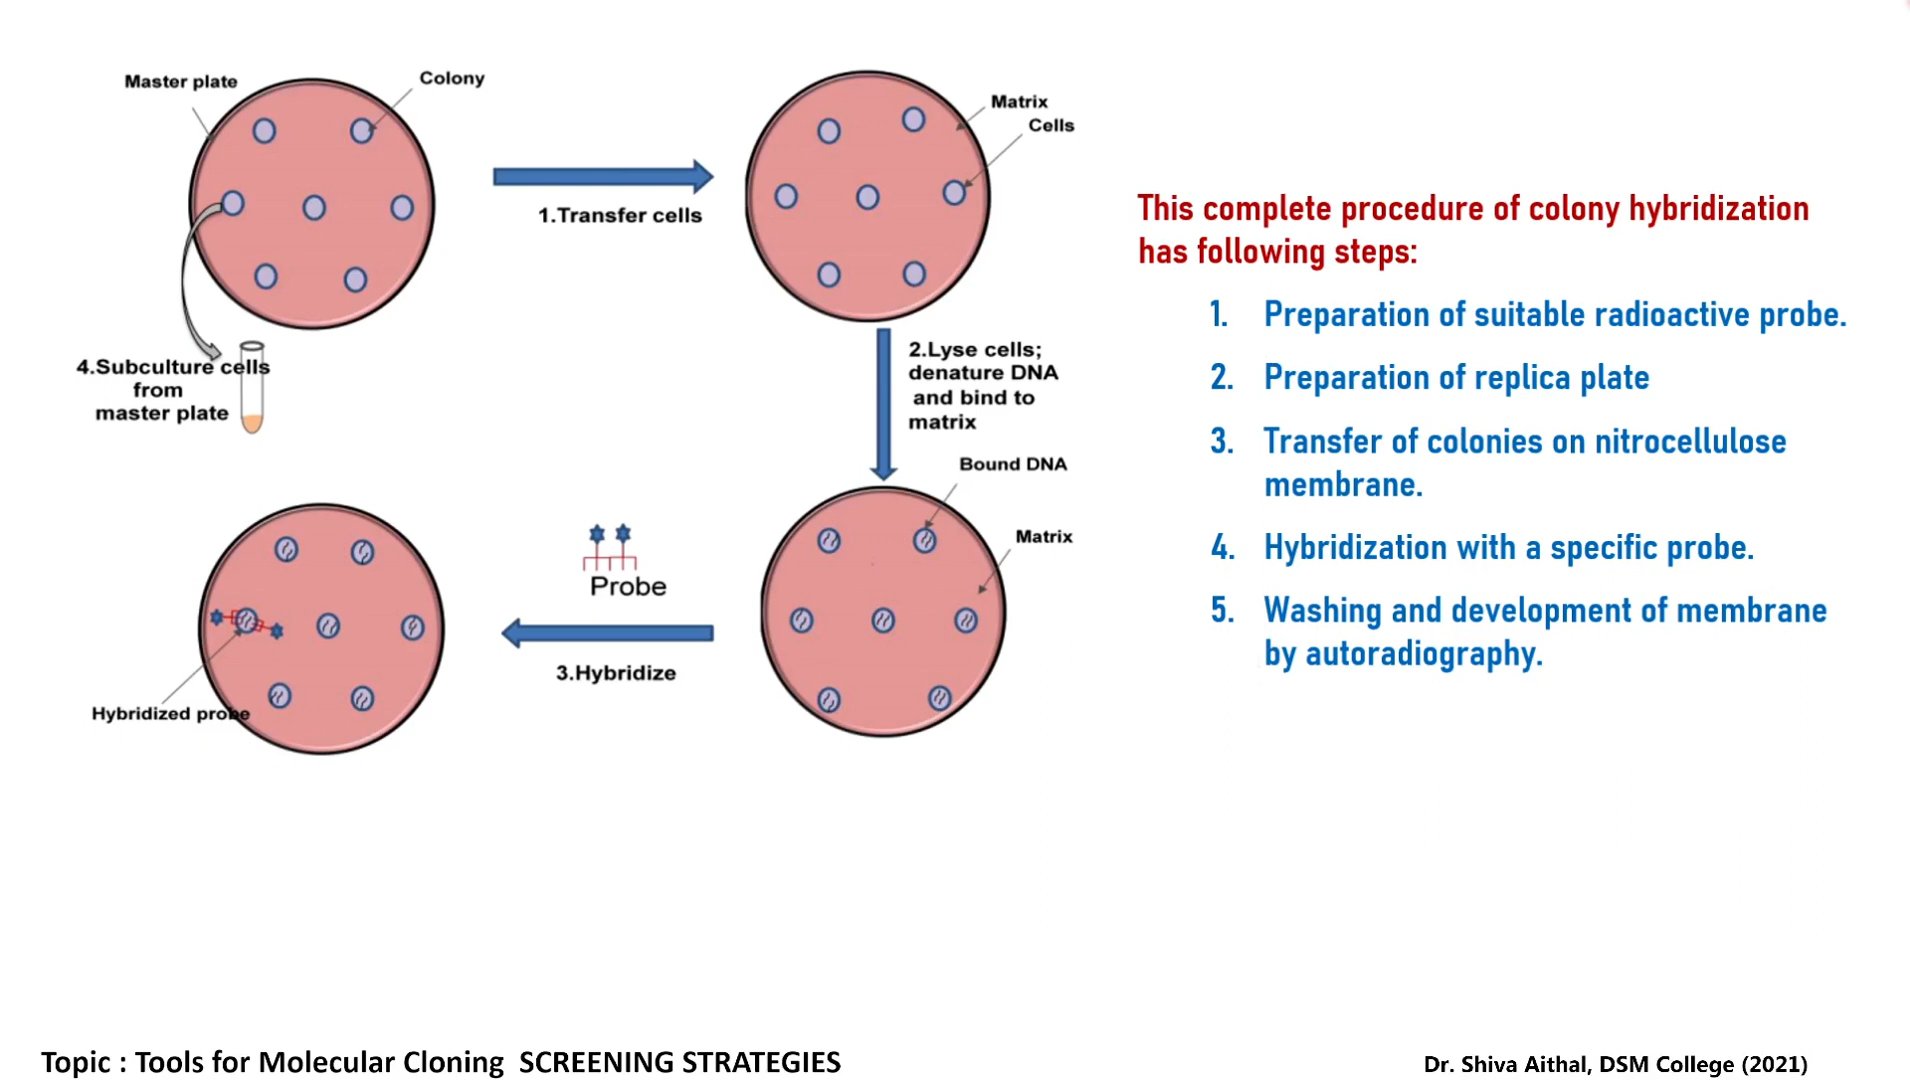 Master plate
Colony
1.Transfer cells
Matrix
Cells
2.Lyse cells;
denature DNA
and bind to
matrix
4.Subculture cells
from
master plate
Bound DNA
Matrix
Probe
3.Hybridize
Hybridized probe
This complete procedure of colony hybridization
has following steps:
1. Preparation of suitable radioactive probe.
2. Preparation of replica plate
3. Transfer of colonies on nitrocellulose
membrane.
4. Hybridization with a specific probe.
5. Washing and development of membrane
by autoradiography.
Topic : Tools for Molecular Cloning SCREENING STRATEGIES
Dr. Shiva Aithal, DSM College (2021)